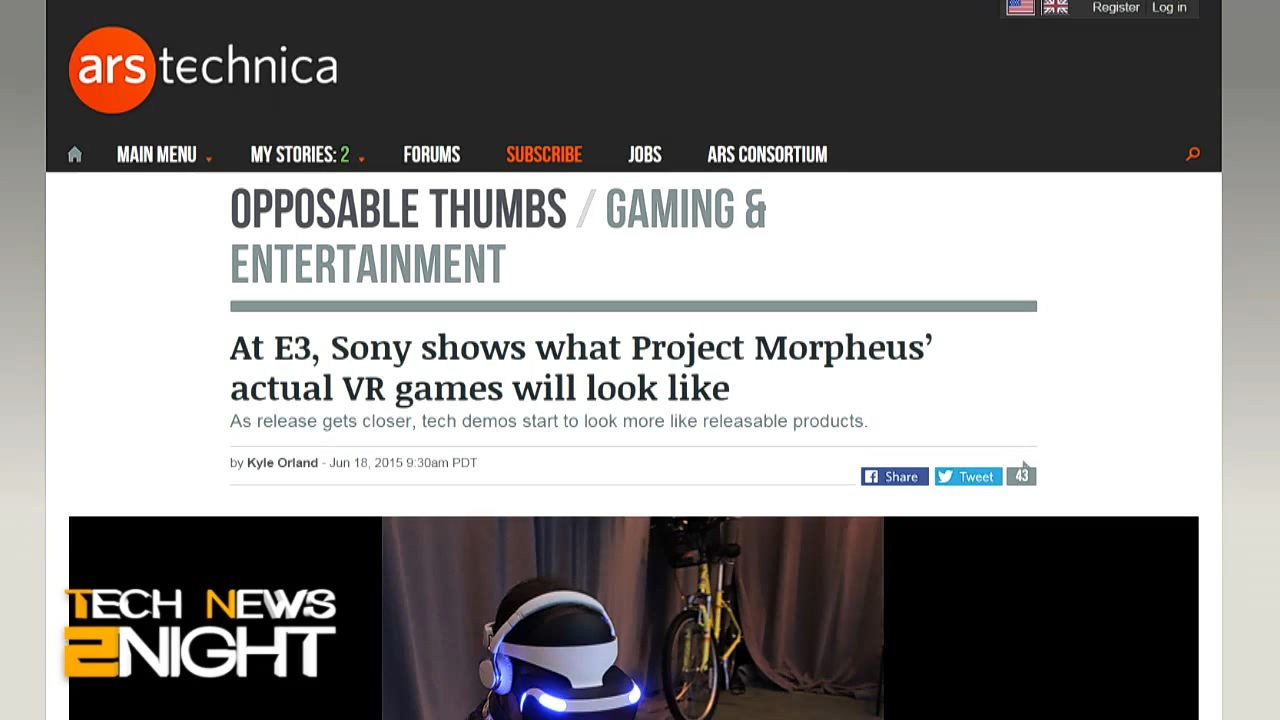 Register Log in
ars technica
MAIN MENU MY STORIES: 2 FORUMS SUBSCRIBE JOBS ARS CONSORTIUM
OPPOSABLE THUMBS / GAMING &
ENTERTAINMENT
At E3, Sony shows what Project Morpheus’
actual VR games will look like
As release gets closer, tech demos start to look more like releasable products.
by Kyle Orland - Jun 18, 2015 9:30am PDT
Share Tweet 43
TECH NEWS
2NIGHT